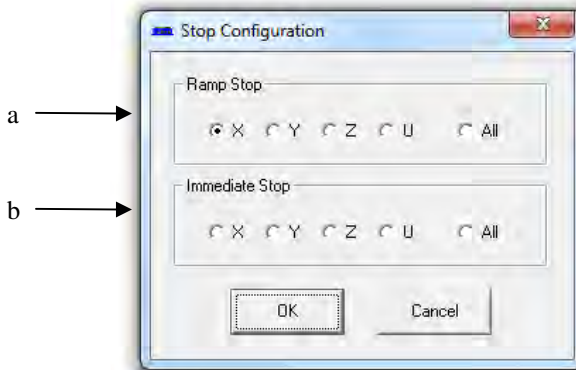 Stop Configuration
Ramp Stop
a
X Y Z U All
Immediate Stop
b
X Y Z U All
OK Cancel